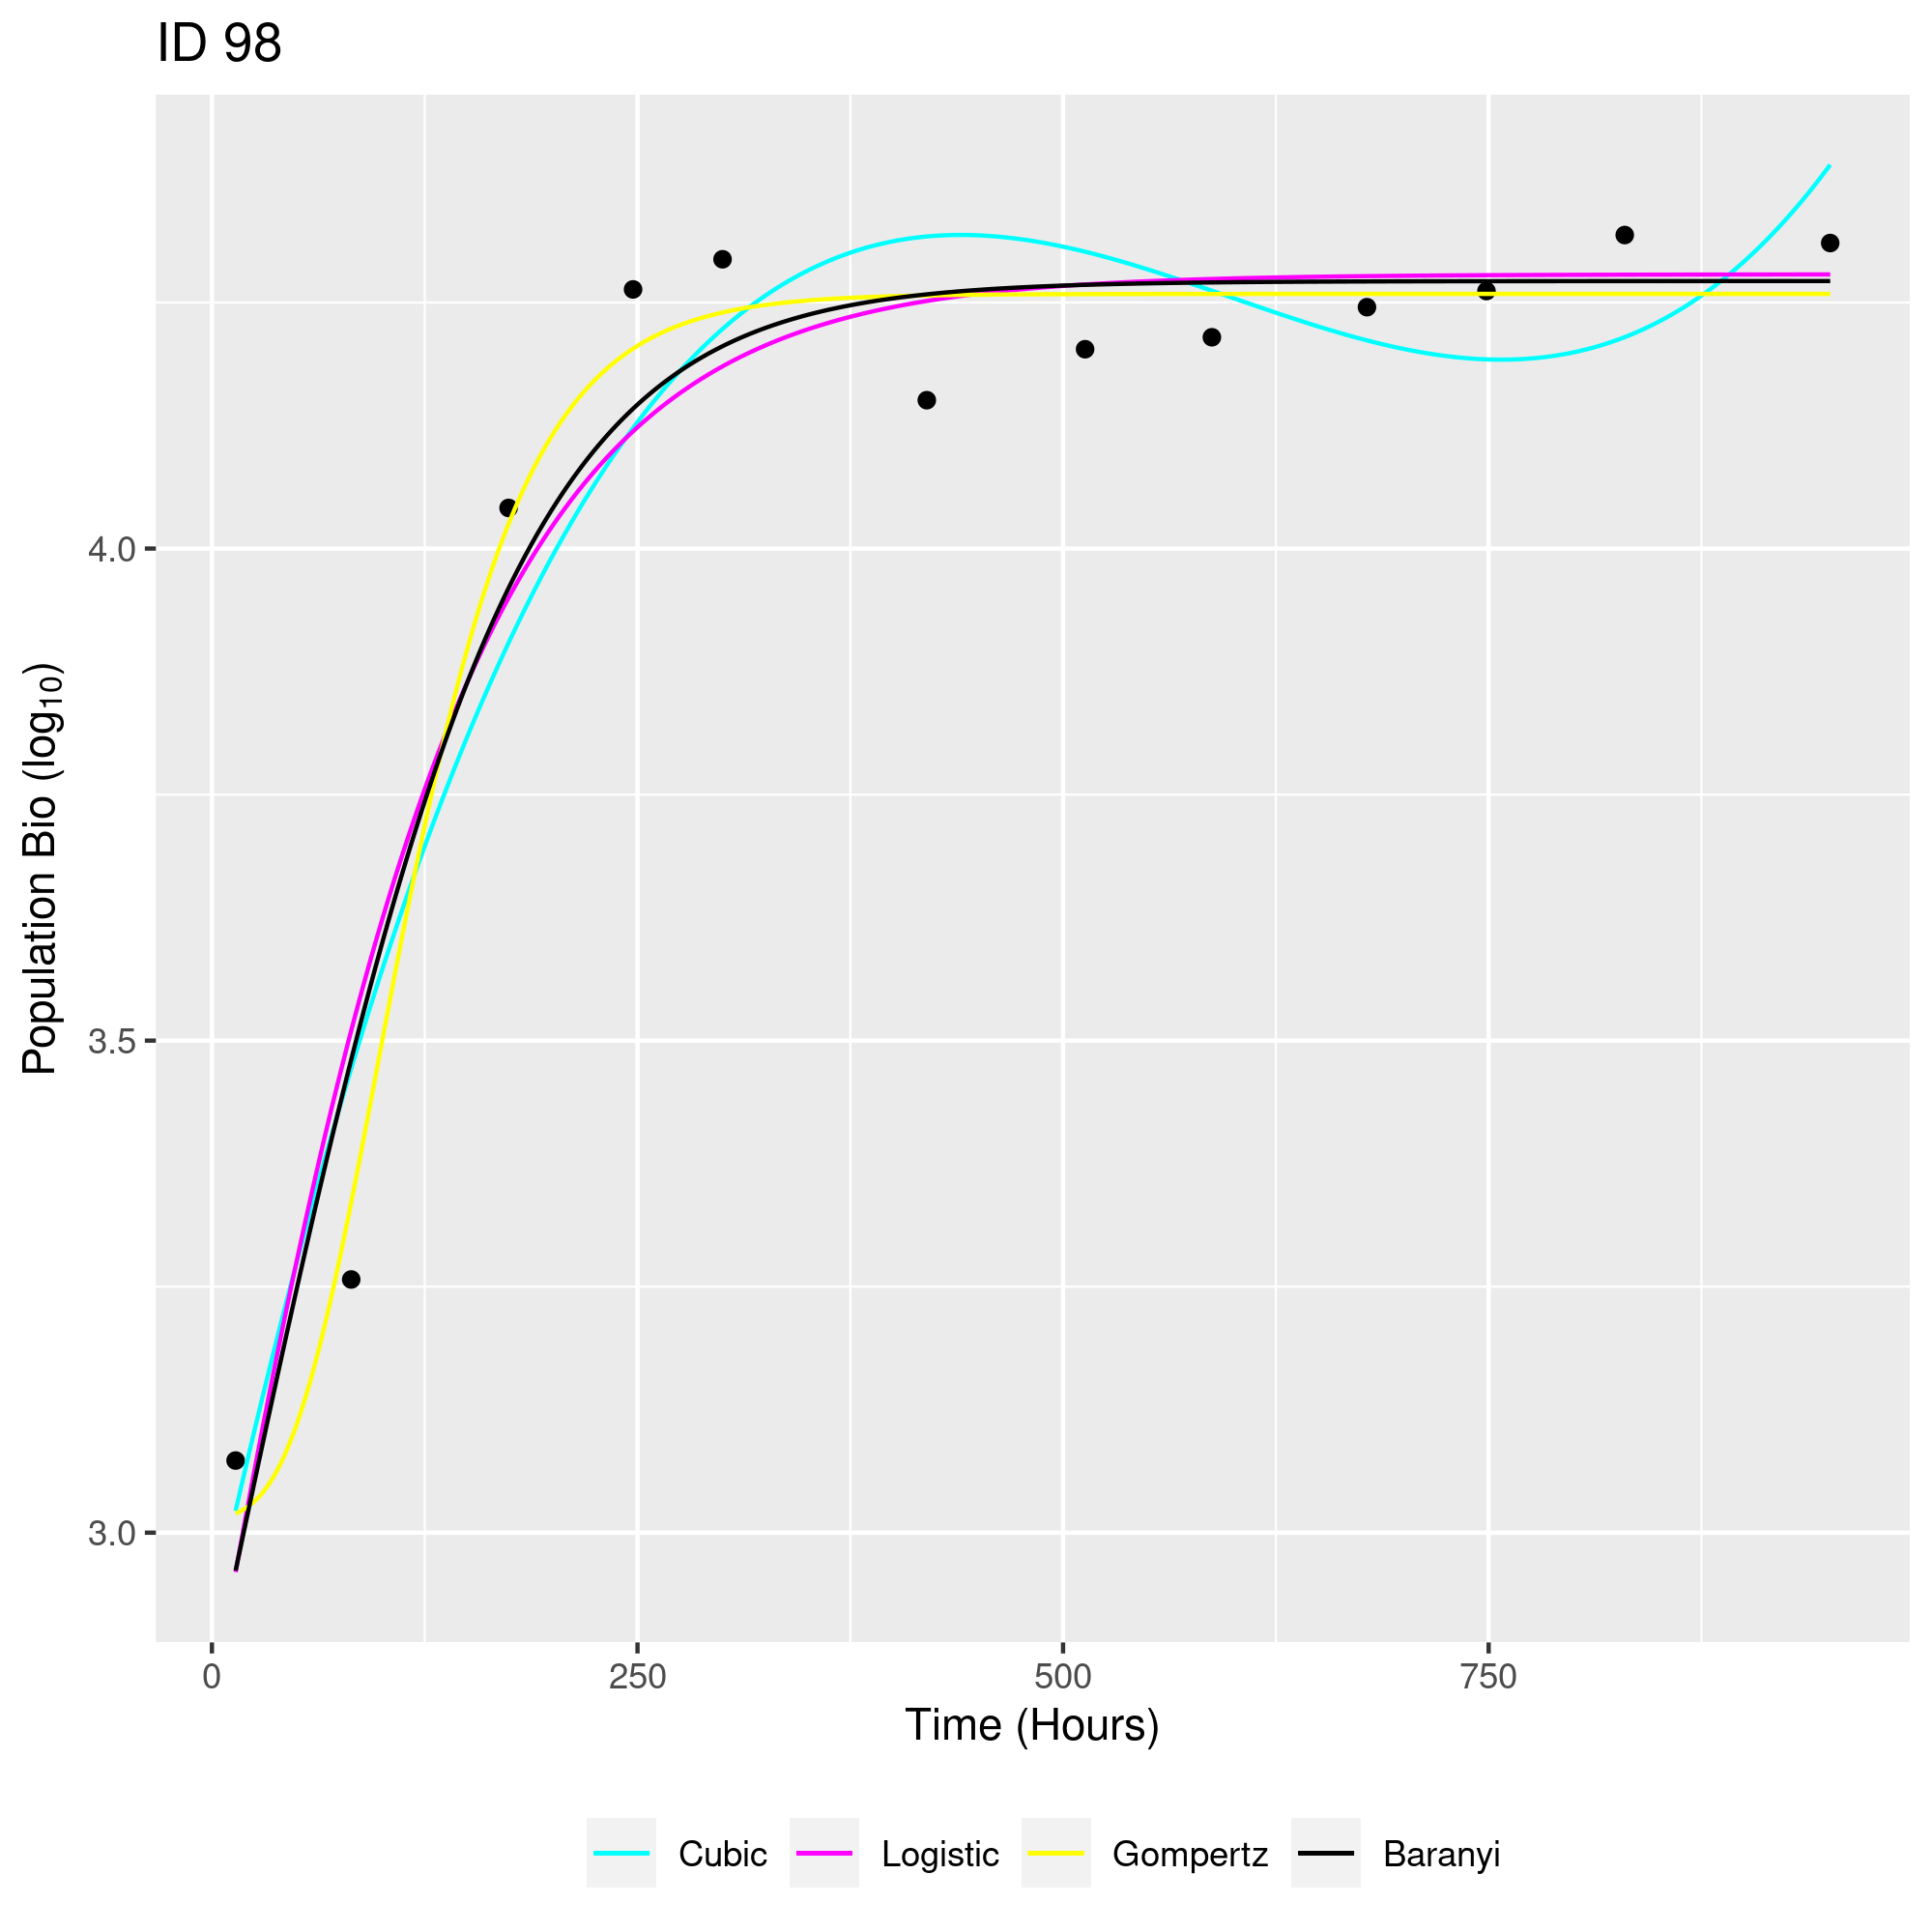 ID 98
4.0
3.5
3.0
Population Bio (log₁₀)
0 250 500 750
Time (Hours)
Cubic Logistic Gompertz Baranyi